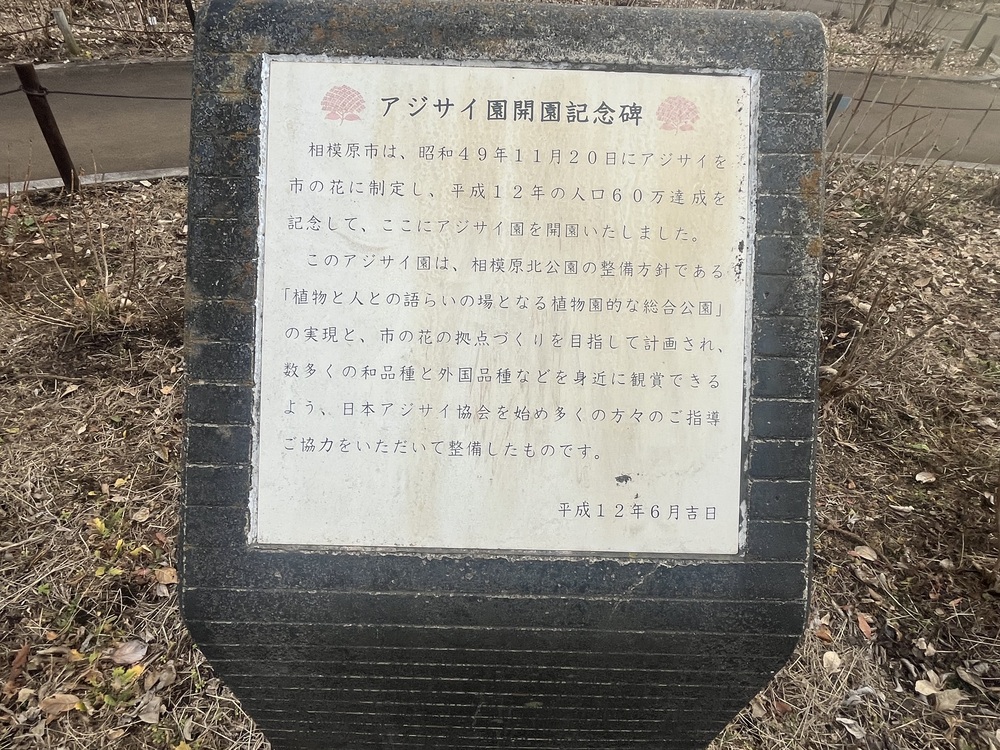 アジサイ園開園記念碑
相模原市は、昭和４９年１１月２０日にアジサイを
市の花に制定し、平成１２年の人口６０万達成を
記念して、ここにアジサイ園を開園いたしました。
このアジサイ園は、相模原北公園の整備方針である
「植物と人との語らいの場となる植物園的な総合公園」
の実現と、市の花の拠点づくりを目指して計画され、
数多くの和品種と外国品種などを身近に観賞できる
よう、日本アジサイ協会を始め多くの方々のご指導
ご協力をいただいて整備したものです。
平成１２年６月吉日